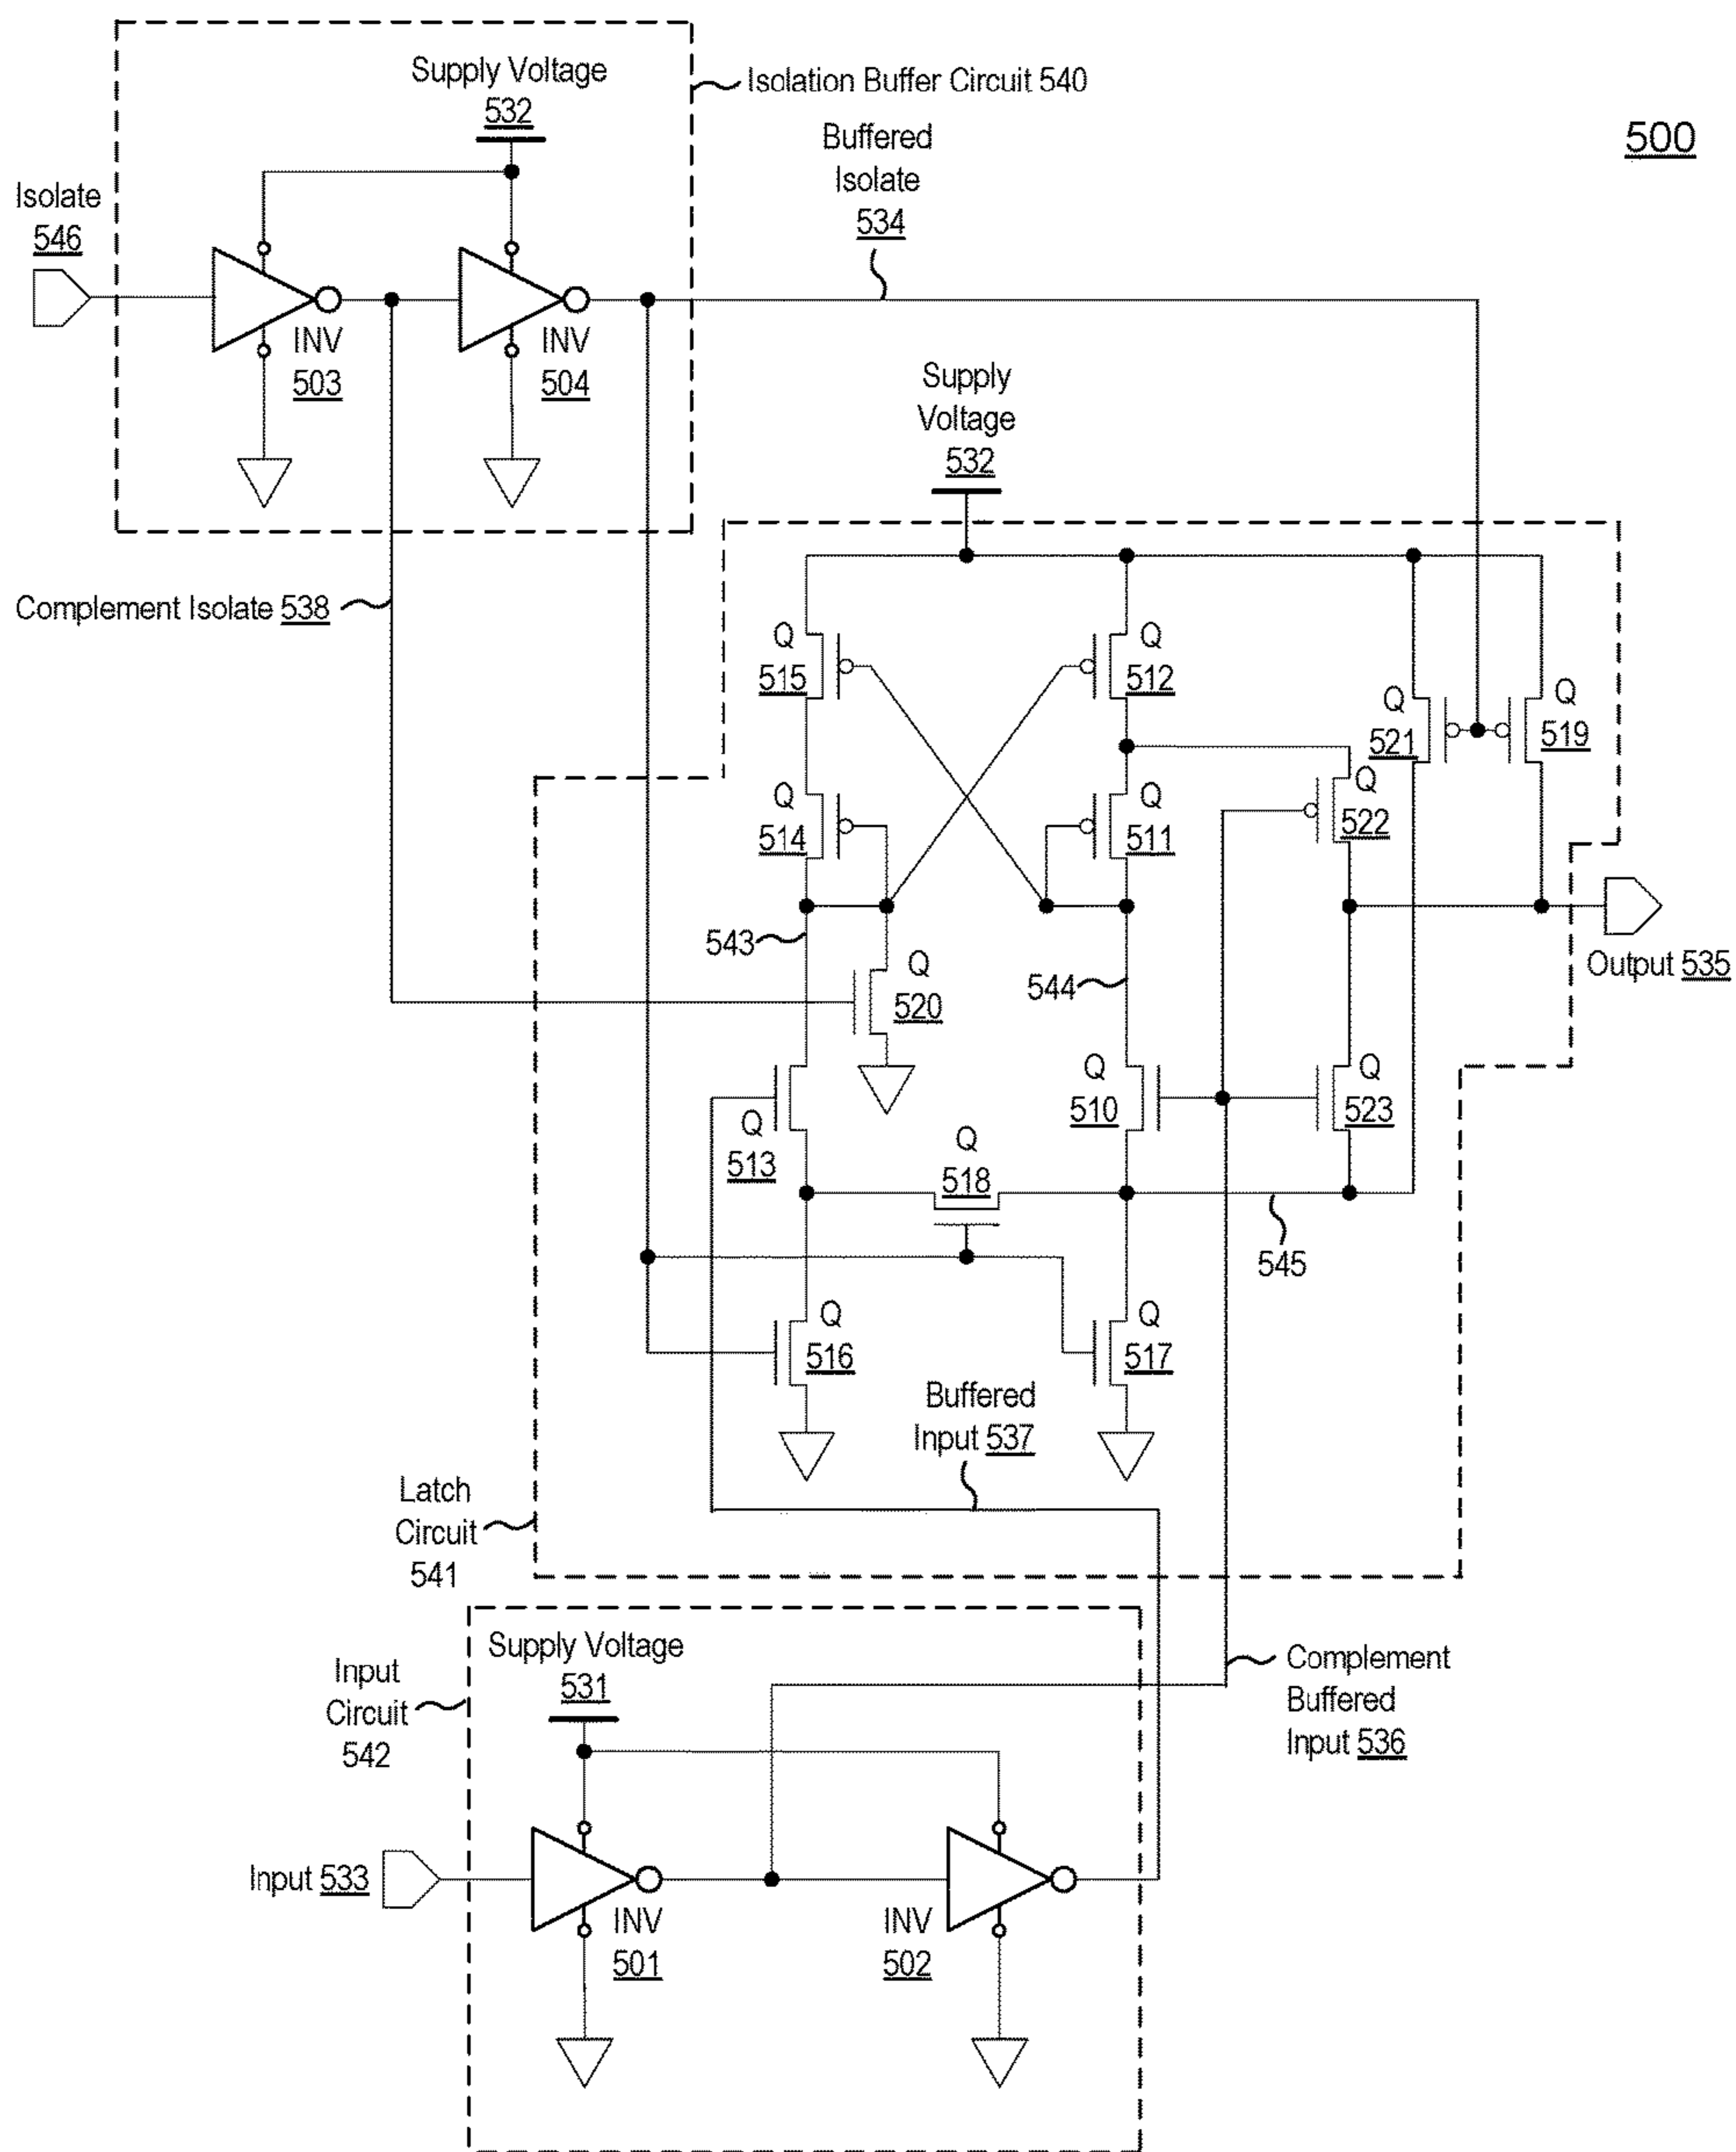 Supply Voltage
532
Isolation Buffer Circuit 540
500
Buffered
Isolate
534
Isolate
546
INV
503
INV
504
Supply
Voltage
532
Complement Isolate 538
Q
515
Q
512
Q
521
Q
519
Q
514
Q
511
Q
522
543
Q
520
544
Output 535
Q
513
Q
510
Q
523
Q
518
545
Q
516
Q
517
Buffered
Input 537
Latch
Circuit
541
Supply Voltage
531
Input
Circuit
542
Complement
Buffered
Input 536
Input 533
INV
501
INV
502